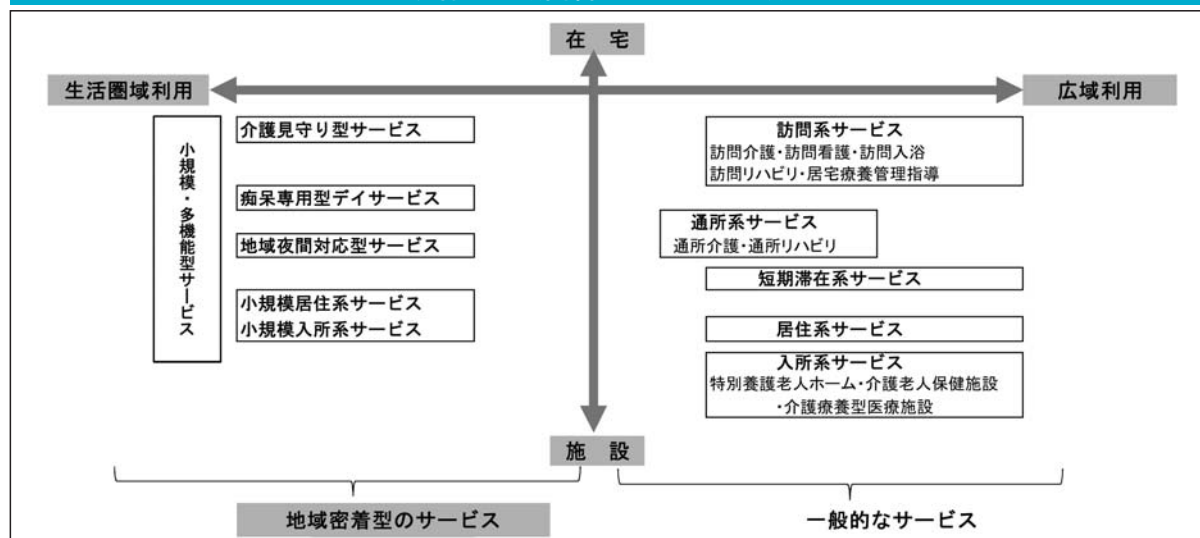 在　宅
生活圏域利用
広域利用
小規模・多機能型サービス
介護見守り型サービス
痴呆専用型デイサービス
地域夜間対応型サービス
小規模居住系サービス
小規模入所系サービス
訪問系サービス
訪問介護・訪問看護・訪問入浴
訪問リハビリ・居宅療養管理指導
通所系サービス
通所介護・通所リハビリ
短期滞在系サービス
居住系サービス
入所系サービス
特別養護老人ホーム・介護老人保健施設
・介護療養型医療施設
施　設
地域密着型のサービス
一般的なサービス